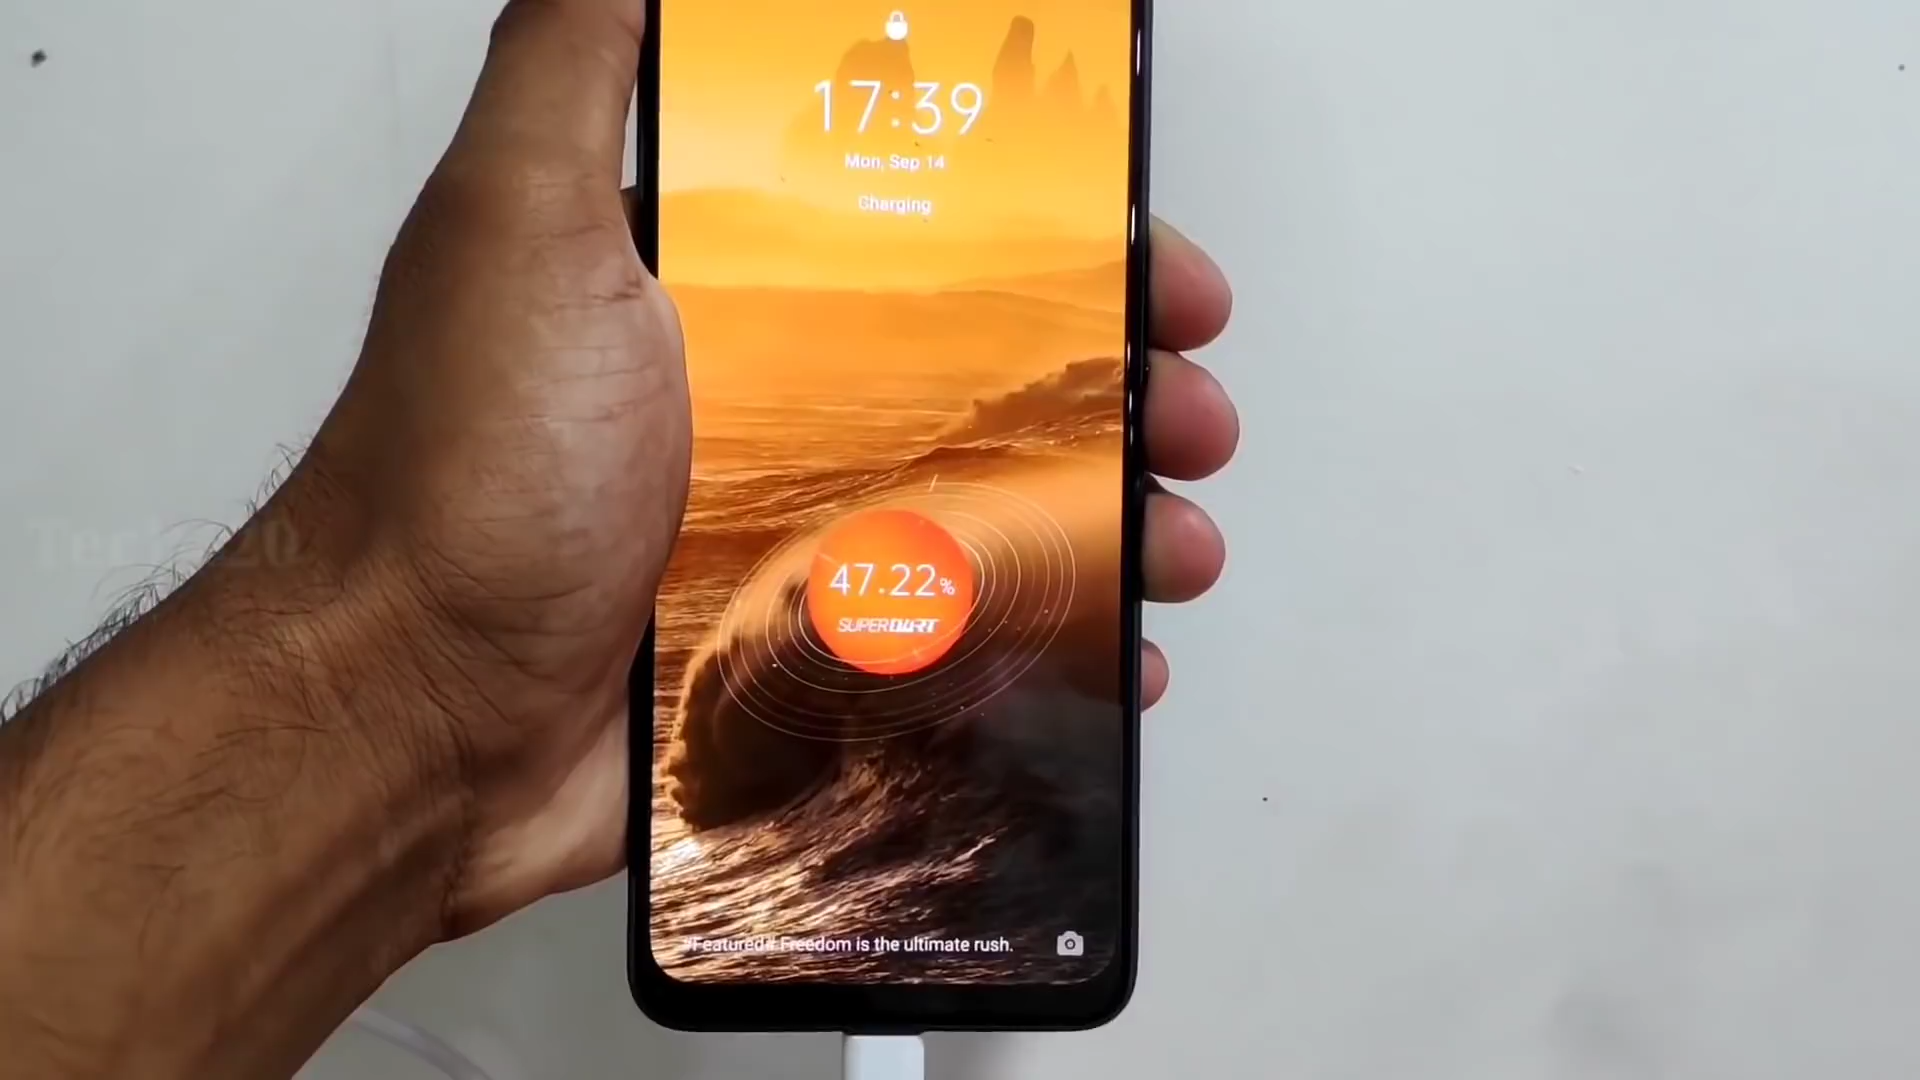 17:39
Mon, Sep 14
Charging
47.22%
SUPERDART
#Featured# Freedom is the ultimate rush.